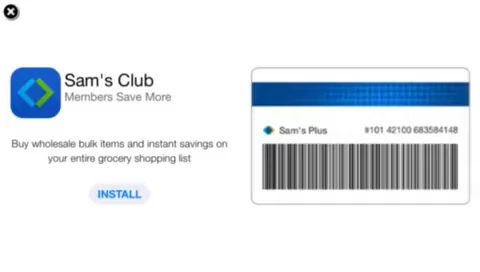 Sam's Club
Members Save More
Buy wholesale bulk items and instant savings on
your entire grocery shopping list
INSTALL
Sam's Plus
#101 42100 683584148